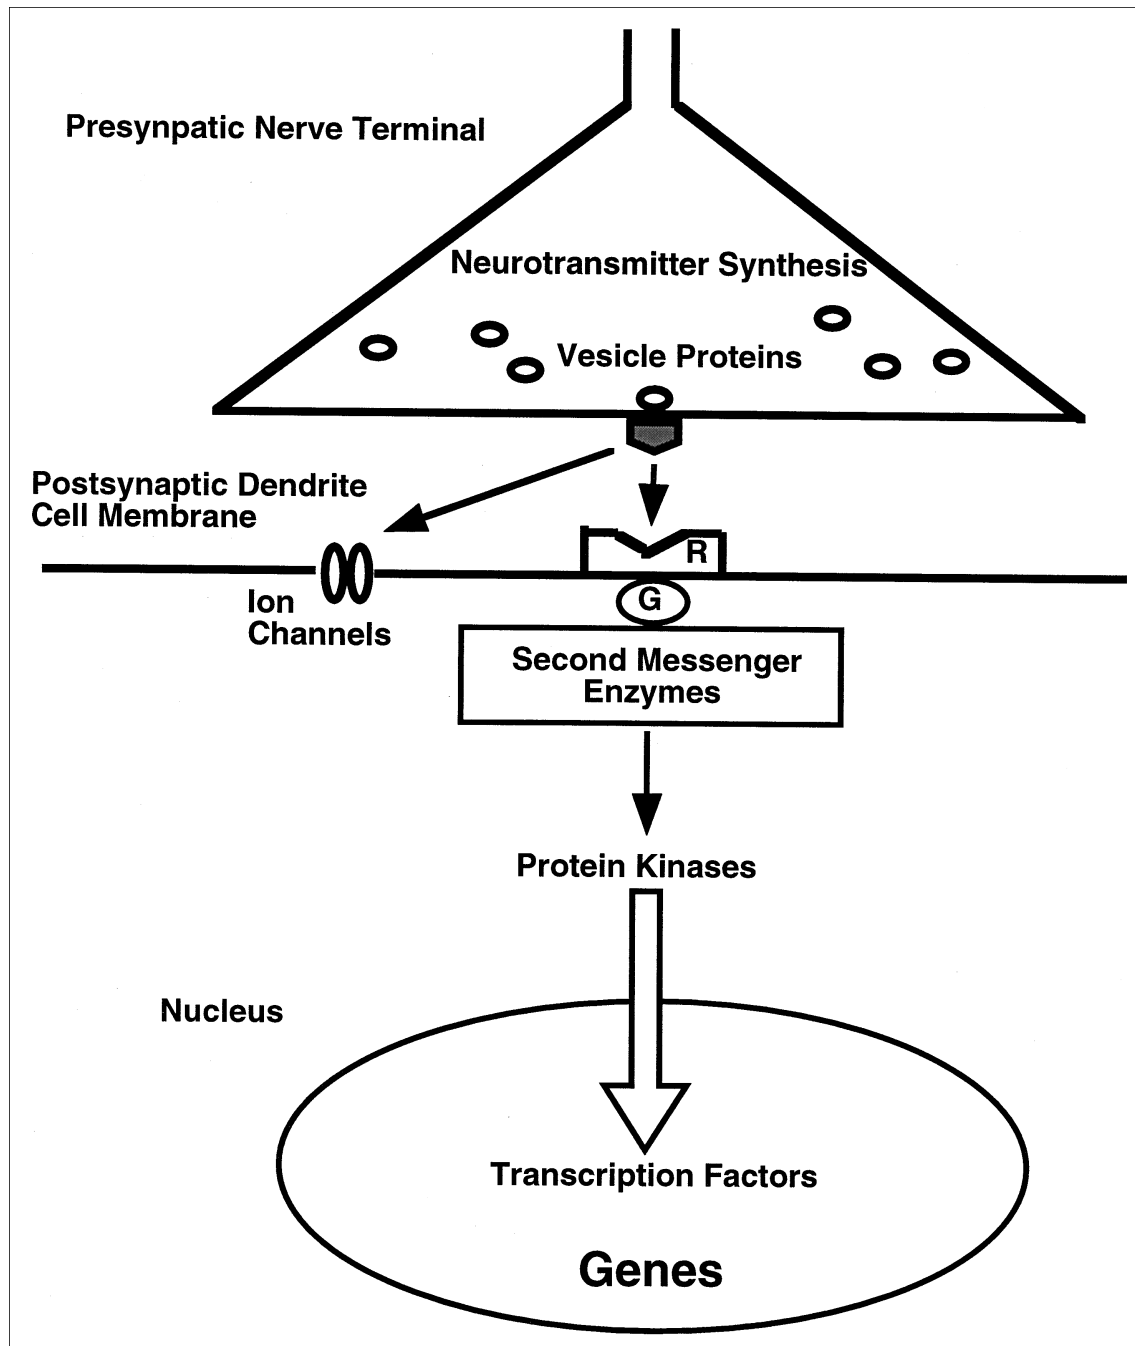 Presynpatic Nerve Terminal
Neurotransmitter Synthesis
Vesicle Proteins
Postsynaptic Dendrite
Cell Membrane
R
Ion
Channels
G
Second Messenger
Enzymes
Protein Kinases
Nucleus
Transcription Factors
Genes